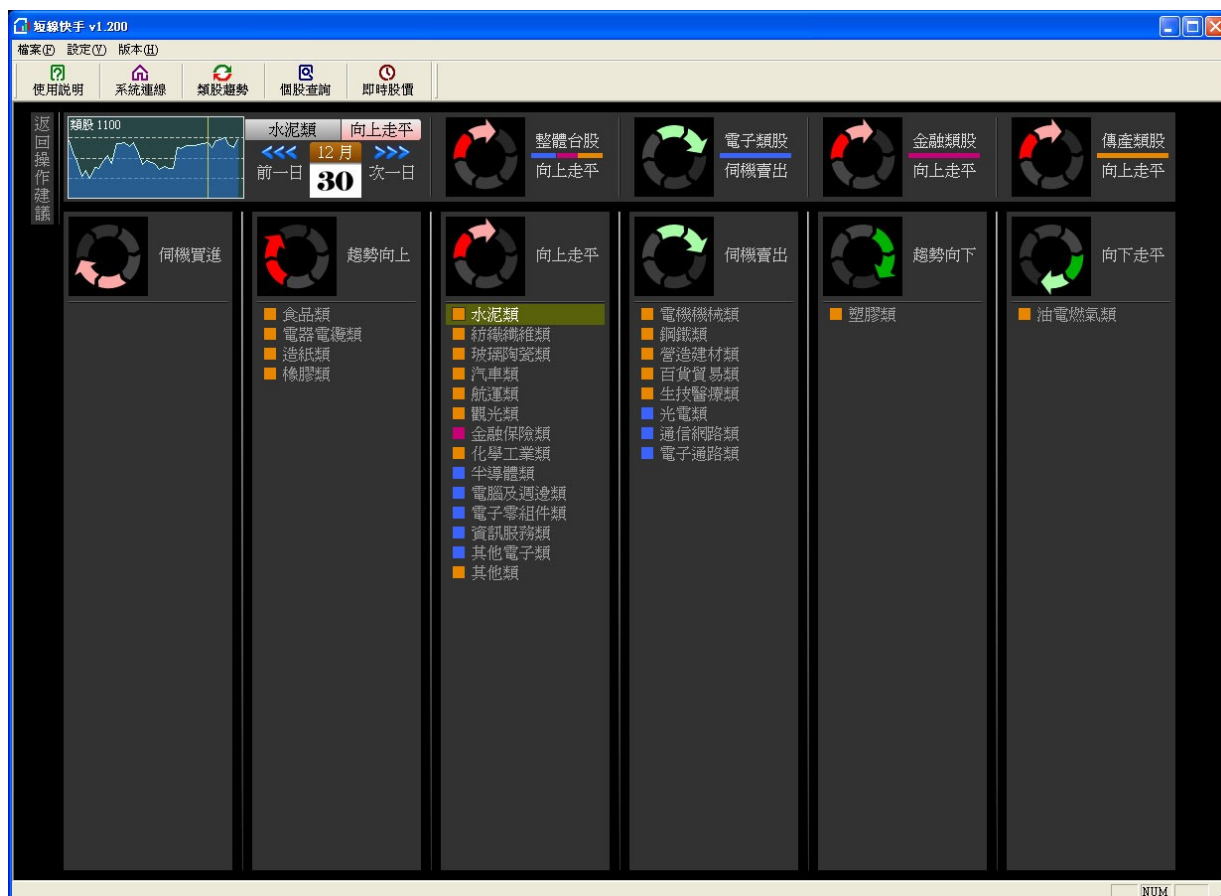 短線快手 v1.200
檔案(F) 設定(Y) 版本(H)
使用說明 系統連線 類股趨勢 個股查詢 即時股價
返回操作建議
類股 1100
水泥類 向上走平
<<< 12 月 >>>
前一日 30 次一日
整體台股
向上走平
電子類股
伺機賣出
金融類股
向上走平
傳產類股
向上走平
伺機買進
趨勢向上
食品類
電器電纜類
造紙類
橡膠類
向上走平
水泥類
紡織纖維類
玻璃陶瓷類
汽車類
航運類
觀光類
金融保險類
化學工業類
半導體類
電腦及週邊類
電子零組件類
資訊服務類
其他電子類
其他類
伺機賣出
電機機械類
鋼鐵類
營造建材類
百貨貿易類
生技醫療類
光電類
通信網路類
電子通路類
趨勢向下
塑膠類
向下走平
油電燃氣類
NUM